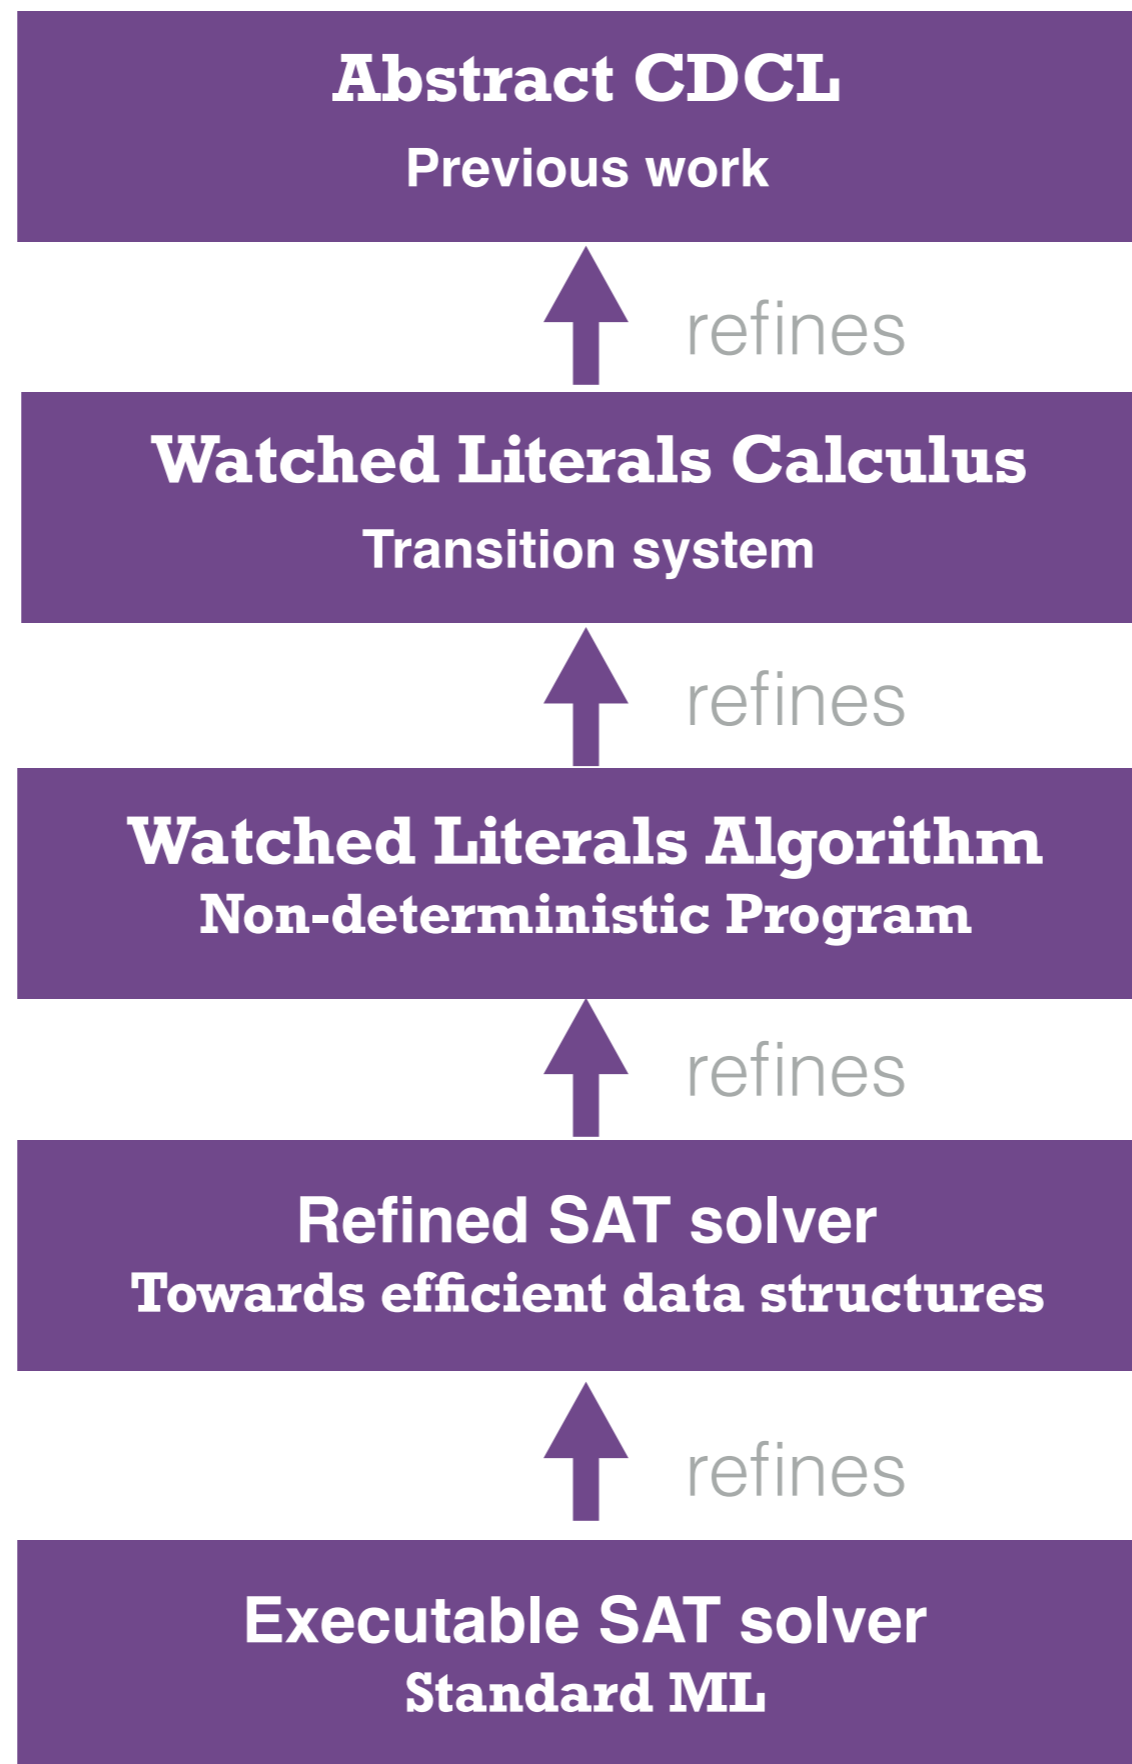 Abstract CDCL
Previous work
refines
Watched Literals Calculus
Transition system
refines
Watched Literals Algorithm
Non-deterministic Program
refines
Refined SAT solver
Towards efficient data structures
refines
Executable SAT solver
Standard ML